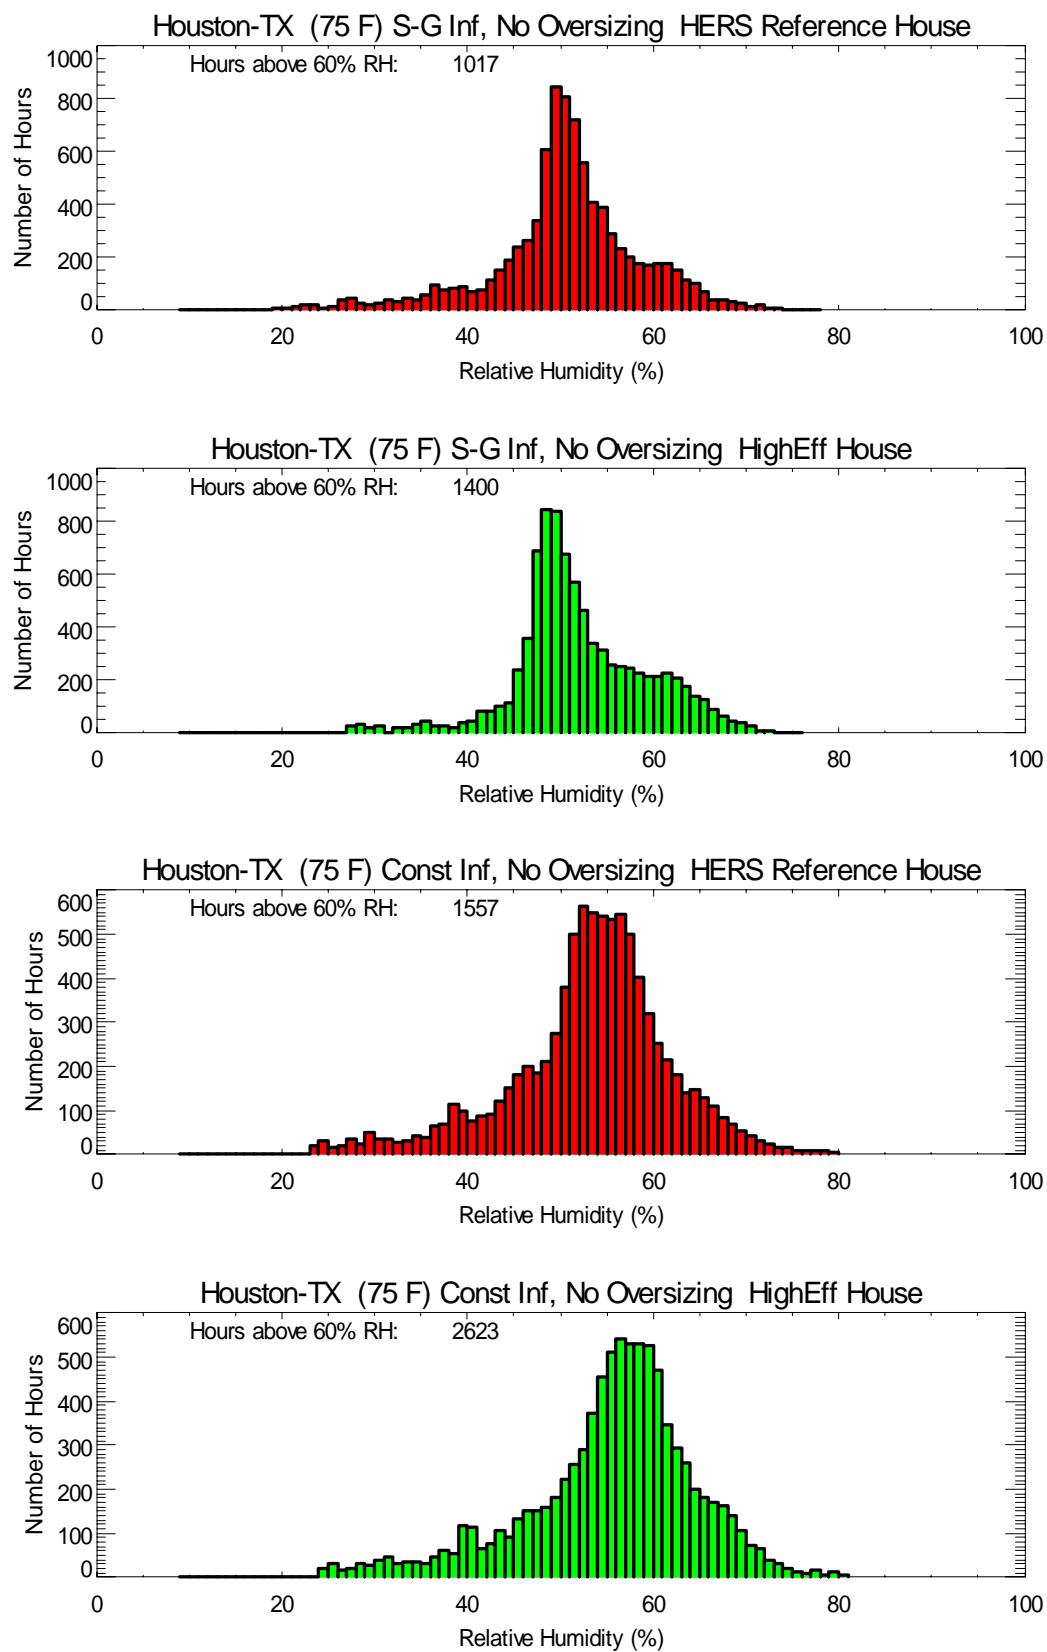 Houston-TX (75 F) S-G Inf, No Oversizing HERS Reference House
Hours above 60% RH: 1017
Number of Hours
1000
800
600
400
200
0
0 20 40 60 80 100
Relative Humidity (%)
Houston-TX (75 F) S-G Inf, No Oversizing HighEff House
Hours above 60% RH: 1400
Number of Hours
1000
800
600
400
200
0
0 20 40 60 80 100
Relative Humidity (%)
Houston-TX (75 F) Const Inf, No Oversizing HERS Reference House
Hours above 60% RH: 1557
Number of Hours
600
500
400
300
200
100
0
0 20 40 60 80 100
Relative Humidity (%)
Houston-TX (75 F) Const Inf, No Oversizing HighEff House
Hours above 60% RH: 2623
Number of Hours
600
500
400
300
200
100
0
0 20 40 60 80 100
Relative Humidity (%)